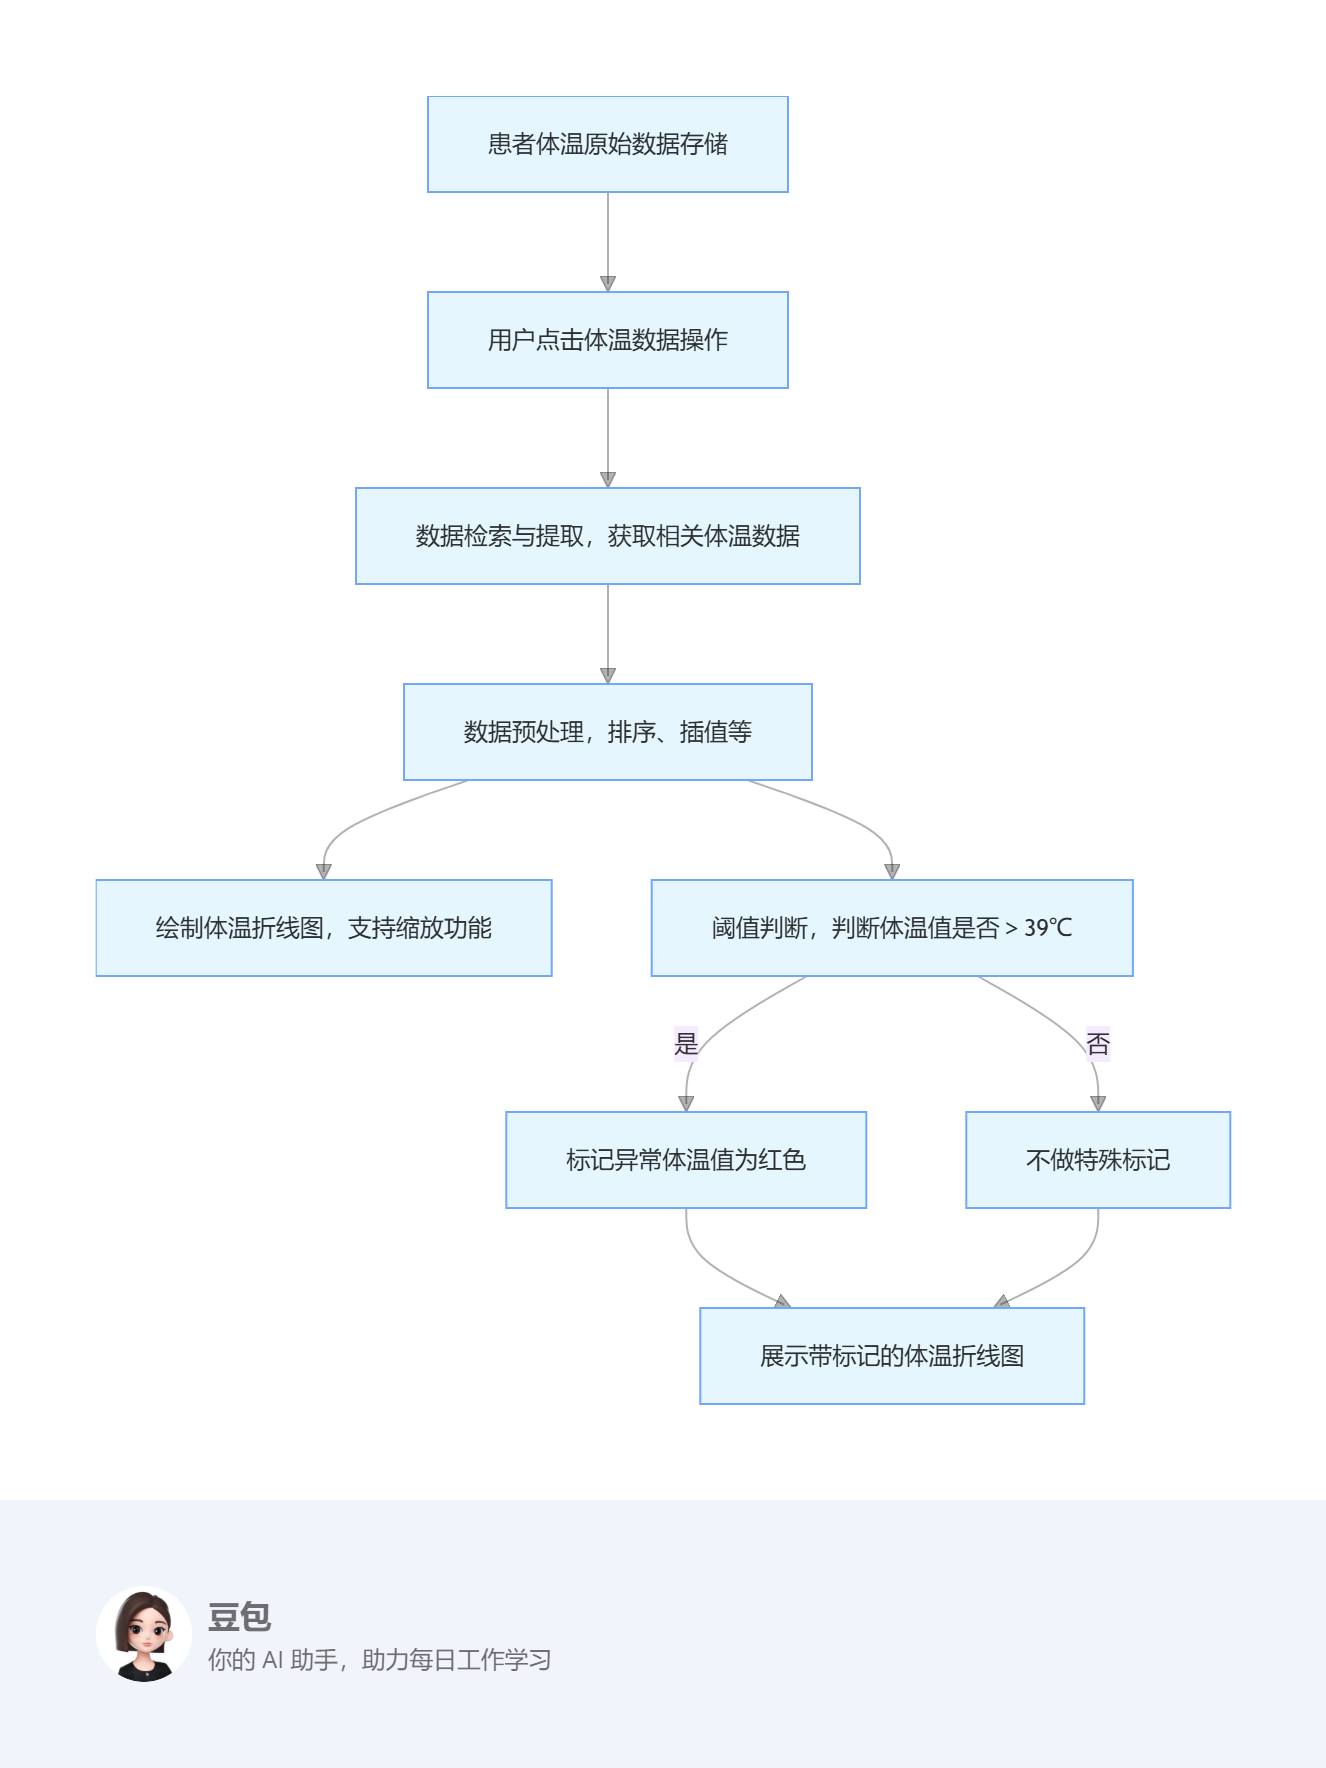 患者体温原始数据存储
用户点击体温数据操作
数据检索与提取，获取相关体温数据
数据预处理，排序、插值等
绘制体温折线图，支持缩放功能
阈值判断，判断体温值是否 > 39℃
是
否
标记异常体温值为红色
不做特殊标记
展示带标记的体温折线图
豆包
你的 AI 助手，助力每日工作学习